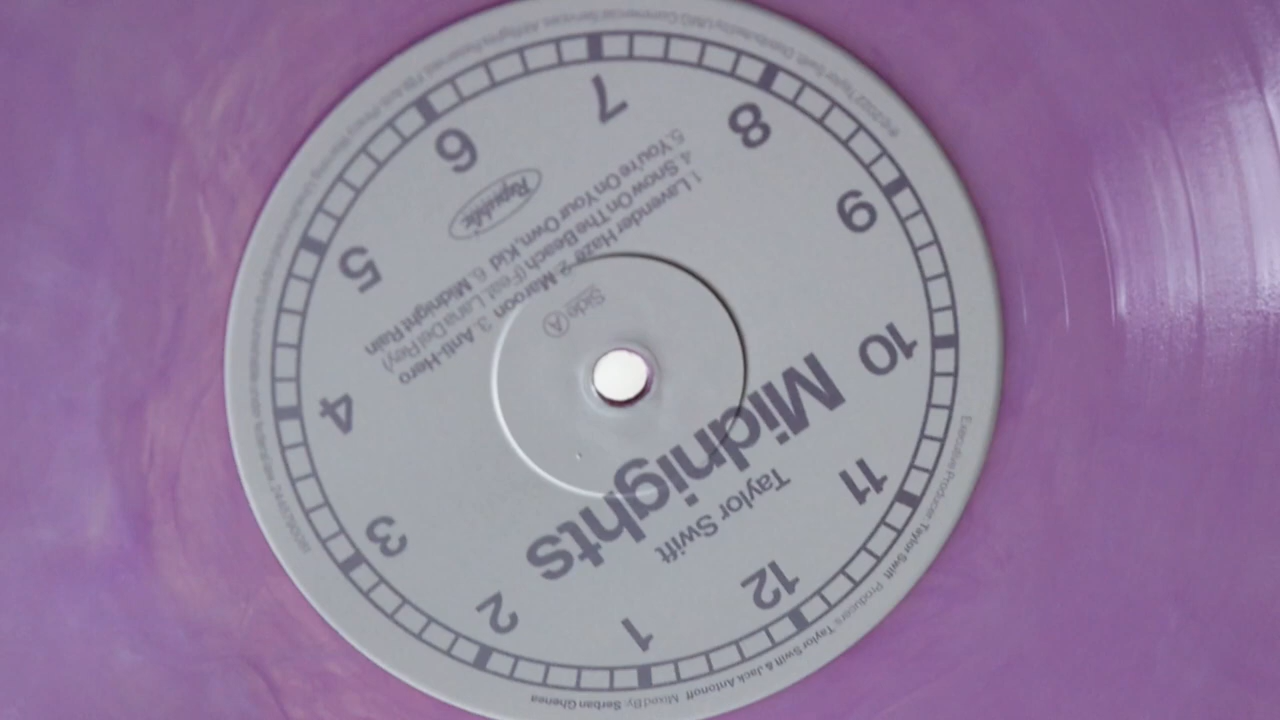 Taylor Swift
Midnights
Side A
1. Lavender Haze 2. Maroon 3. Anti-Hero
4. Snow On The Beach (Feat. Lana Del Rey)
5. You're On Your Own, Kid 6. Midnight Rain
Republic
12
1
2
3
4
5
6
7
8
9
10
11
Executive Producer: Taylor Swift Producers: Taylor Swift & Jack Antonoff Mixed By: Serban Ghenea